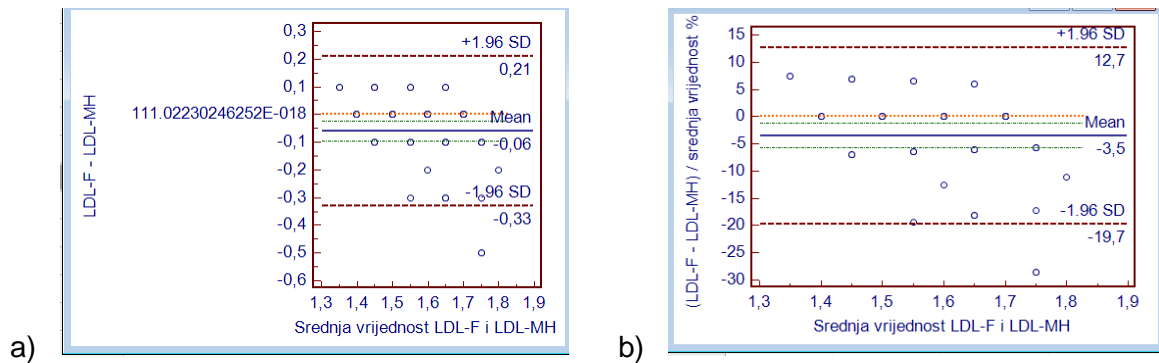 0,3
0,2
0,1
111.02230246252E-018
-0,1
-0,2
-0,3
-0,4
-0,5
-0,6
LDL-F - LDL-MH
+1.96 SD
0,21
Mean
-0,06
-1.96 SD
-0,33
1,3 1,4 1,5 1,6 1,7 1,8 1,9
Srednja vrijednost LDL-F i LDL-MH
a)
15
10
5
0
-5
-10
-15
-20
-25
-30
(LDL-F - LDL-MH) / srednja vrijednost %
+1.96 SD
12,7
Mean
-3,5
-1.96 SD
-19,7
1,3 1,4 1,5 1,6 1,7 1,8 1,9
Srednja vrijednost LDL-F i LDL-MH
b)